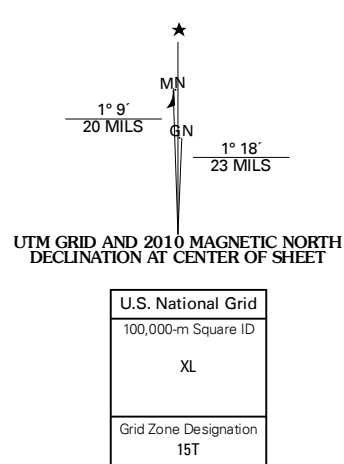 ★
MN
1° 9´
20 MILS
GN
1° 18´
23 MILS
UTM GRID AND 2010 MAGNETIC NORTH
DECLINATION AT CENTER OF SHEET
U.S. National Grid
100,000-m Square ID
XL
Grid Zone Designation
15T